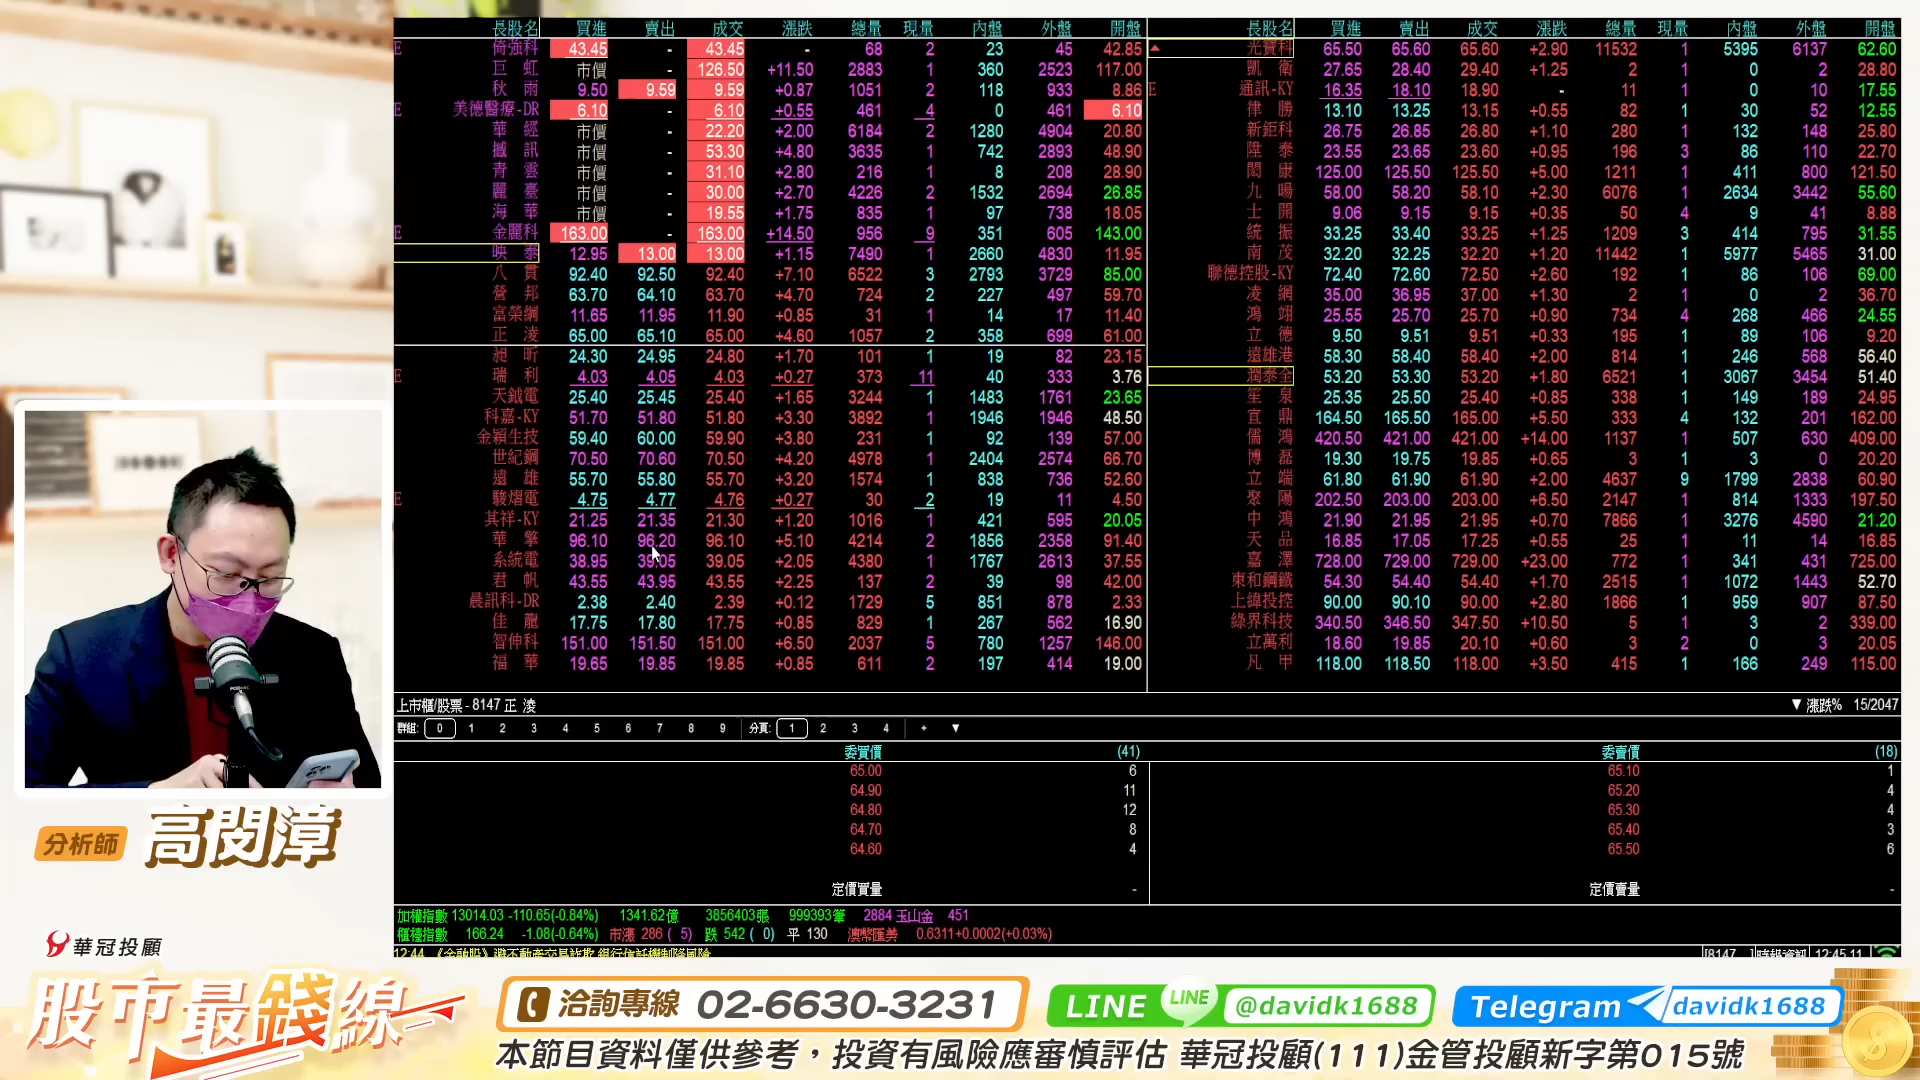 長股名 買進 賣出 成交 漲跌 總量 現量 內盤 外盤 開盤
E 倚強科 43.45 - 43.45 - 68 2 23 45 42.85
巨虹 市價 - 126.50 +11.50 2883 1 360 2523 117.00
秋雨 9.50 9.59 9.59 +0.87 1051 2 118 933 8.86
E 美德醫療-DR 6.10 - 6.10 +0.55 461 4 0 461 6.10
華經 市價 - 22.20 +2.00 6184 2 1280 4904 20.80
撼訊 市價 - 53.30 +4.80 3635 1 742 2893 48.90
青雲 市價 - 31.10 +2.80 216 1 8 208 28.90
麗臺 市價 - 30.00 +2.70 4226 2 1532 2694 26.85
海華 市價 - 19.55 +1.75 835 1 97 738 18.05
E 金麗科 163.00 - 163.00 +14.50 956 9 351 605 143.00
映泰 12.95 13.00 13.00 +1.15 7490 1 2660 4830 11.95
八貫 92.40 92.50 92.40 +7.10 6522 3 2793 3729 85.00
營邦 63.70 64.10 63.70 +4.70 724 2 227 497 59.70
富榮綱 11.65 11.95 11.90 +0.85 31 1 14 17 11.40
正凌 65.00 65.10 65.00 +4.60 1057 2 358 699 61.00
昶昕 24.30 24.95 24.80 +1.70 101 1 19 82 23.15
E 瑞利 4.03 4.05 4.03 +0.27 373 11 40 333 3.76
天鉞電 25.40 25.45 25.40 +1.65 3244 1 1483 1761 23.65
科嘉-KY 51.70 51.80 51.80 +3.30 3892 1 1946 1946 48.50
金穎生技 59.40 60.00 59.90 +3.80 231 1 92 139 57.00
世紀鋼 70.50 70.60 70.50 +4.20 4978 1 2404 2574 66.70
遠雄 55.70 55.80 55.70 +3.20 1574 1 838 736 52.60
E 駿熠電 4.75 4.77 4.76 +0.27 30 2 19 11 4.50
其祥-KY 21.25 21.35 21.30 +1.20 1016 1 421 595 20.05
華擎 96.10 96.20 96.10 +5.10 4214 2 1856 2358 91.40
系統電 38.95 39.05 39.05 +2.05 4380 1 1767 2613 37.55
君帆 43.55 43.95 43.55 +2.25 137 2 39 98 42.00
晨訊科-DR 2.38 2.40 2.39 +0.12 1729 5 851 878 2.33
佳龍 17.75 17.80 17.75 +0.85 829 1 267 562 16.90
智伸科 151.00 151.50 151.00 +6.50 2037 5 780 1257 146.00
福華 19.65 19.85 19.85 +0.85 611 2 197 414 19.00
長股名 買進 賣出 成交 漲跌 總量 現量 內盤 外盤 開盤
光寶科 65.50 65.60 65.60 +2.90 11532 1 5395 6137 62.60
凱衛 27.65 28.40 29.40 +1.25 2 1 0 2 28.80
E 通訊-KY 16.35 18.10 18.90 - 11 1 0 10 17.55
律勝 13.10 13.25 13.15 +0.55 82 1 30 52 12.55
新鉅科 26.75 26.85 26.80 +1.10 280 1 132 148 25.80
陞泰 23.55 23.65 23.60 +0.95 196 3 86 110 22.70
閎康 125.00 125.50 125.50 +5.00 1211 1 411 800 121.50
九暘 58.00 58.20 58.10 +2.30 6076 1 2634 3442 55.60
士開 9.06 9.15 9.15 +0.35 50 4 9 41 8.88
統振 33.25 33.40 33.25 +1.25 1209 3 414 795 31.55
南茂 32.20 32.25 32.20 +1.20 11442 1 5977 5465 31.00
聯德控股-KY 72.40 72.60 72.50 +2.60 192 1 86 106 69.00
凌網 35.00 36.95 37.00 +1.30 2 1 0 2 36.70
鴻翊 25.55 25.70 25.70 +0.90 734 4 268 466 24.55
立德 9.50 9.51 9.51 +0.33 195 1 89 106 9.20
遠雄港 58.30 58.40 58.40 +2.00 814 1 246 568 56.40
潤泰全 53.20 53.30 53.20 +1.80 6521 1 3067 3454 51.40
笙泉 25.35 25.50 25.40 +0.85 338 1 149 189 24.95
宜鼎 164.50 165.50 165.00 +5.50 333 4 132 201 162.00
儒鴻 420.50 421.00 421.00 +14.00 1137 1 507 630 409.00
博磊 19.30 19.75 19.85 +0.65 3 1 3 0 20.20
立端 61.80 61.90 61.90 +2.00 4637 9 1799 2838 60.90
聚陽 202.50 203.00 203.00 +6.50 2147 1 814 1333 197.50
中鴻 21.90 21.95 21.95 +0.70 7866 1 3276 4590 21.20
天品 16.85 17.05 17.25 +0.55 25 1 11 14 16.85
嘉澤 728.00 729.00 729.00 +23.00 772 1 341 431 725.00
東和鋼鐵 54.30 54.40 54.40 +1.70 2515 1 1072 1443 52.70
上緯投控 90.00 90.10 90.00 +2.80 1866 1 959 907 87.50
綠界科技 340.50 346.50 347.50 +10.50 5 1 3 2 339.00
立萬利 18.60 19.85 20.10 +0.60 3 2 0 3 20.05
凡甲 118.00 118.50 118.00 +3.50 415 1 166 249 115.00
上市櫃/股票 - 8147 正凌 ▼ 漲跌% 15/2047
群組: 0 1 2 3 4 5 6 7 8 9 分頁: 1 2 3 4 + ▼
委買價 (41) 委賣價 (18)
65.00 6 65.10 1
64.90 11 65.20 4
64.80 12 65.30 4
64.70 8 65.40 3
64.60 4 65.50 6
定價買量 - 定價賣量 -
加權指數 13014.03 -110.65(-0.84%) 1341.62億 3856403張 999393筆 2884 玉山金 451
櫃檯指數 166.24 -1.08(-0.64%) 市漲 286 ( 5) 跌 542 ( 0) 平 130 澳幣匯美 0.6311+0.0002(+0.03%)
分析師 高閔漳
華冠投顧
股市最錢線
洽詢專線 02-6630-3231
LINE LINE @davidk1688
Telegram davidk1688
本節目資料僅供參考，投資有風險應審慎評估 華冠投顧(111)金管投顧新字第015號